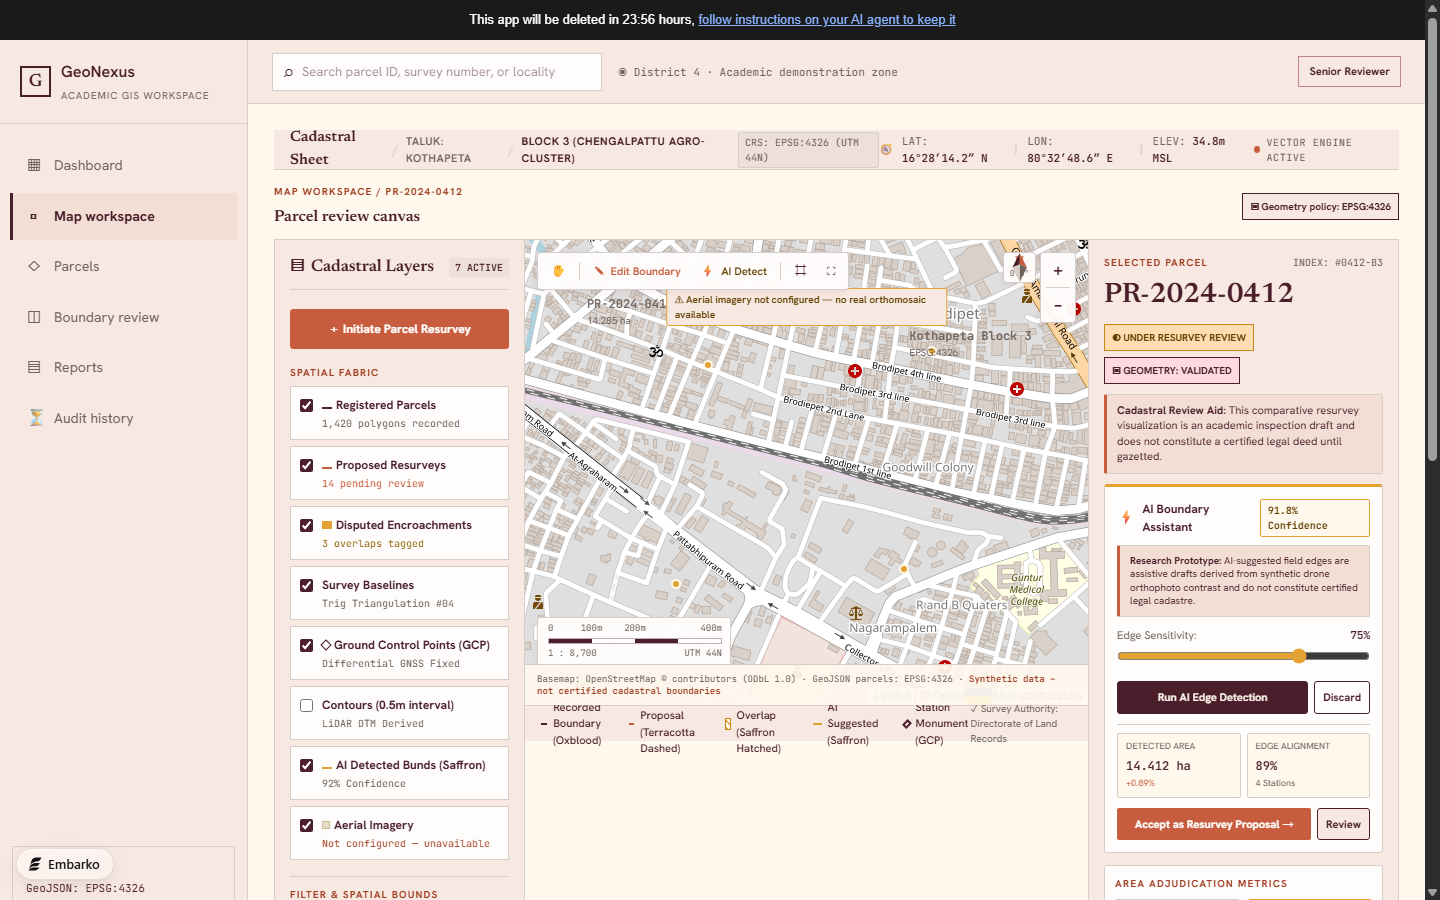 This app will be deleted in 23:56 hours, follow instructions on your AI agent to keep it
G
GeoNexus
ACADEMIC GIS WORKSPACE
Search parcel ID, survey number, or locality
District 4 · Academic demonstration zone
Senior Reviewer
Dashboard
Map workspace
Parcels
Boundary review
Reports
Audit history
Embarko
GeoJSON: EPSG:4326
Cadastral
Sheet
/
TALUK:
KOTHAPETA
/
BLOCK 3 (CHENGALPATTU AGRO-
CLUSTER)
CRS: EPSG:4326 (UTM
44N)
LAT:
16°28′14.2″ N
|
LON:
80°32′48.6″ E
|
ELEV: 34.8m
MSL
VECTOR ENGINE
ACTIVE
MAP WORKSPACE / PR-2024-0412
Parcel review canvas
Geometry policy: EPSG:4326
Cadastral Layers
7 ACTIVE
+ Initiate Parcel Resurvey
SPATIAL FABRIC
Registered Parcels
1,420 polygons recorded
Proposed Resurveys
14 pending review
Disputed Encroachments
3 overlaps tagged
Survey Baselines
Trig Triangulation #04
Ground Control Points (GCP)
Differential GNSS Fixed
Contours (0.5m interval)
LiDAR DTM Derived
AI Detected Bunds (Saffron)
92% Confidence
Aerial Imagery
Not configured — unavailable
FILTER & SPATIAL BOUNDS
Edit Boundary
AI Detect
+
−
⚠ Aerial imagery not configured — no real orthomosaic
available
PR-2024-041
14.285 ha
dipet
Kothapeta Block 3
EPSG:4326
ॐ
Brodipet 4th line
Brodipet 3rd line
Brodiepet 2nd Lane
Brodipet 3rd line
Brodipet 1st line
Goodwill Colony
am Road
At-Agraharam
Pattabhipuram Road
Guntur
Medical
College
R and B Quaters
Nagarampalem
Collector
0 100m 200m 400m
1 : 8,700 UTM 44N
Basemap: OpenStreetMap © contributors (ODbL 1.0) · GeoJSON parcels: EPSG:4326 · Synthetic data –
not certified cadastral boundaries
Recorded
Boundary
(Oxblood)
Proposal
(Terracotta
Dashed)
Overlap
(Saffron
Hatched)
AI
Suggested
(Saffron)
Station
Monument
(GCP)
✓ Survey Authority:
Directorate of Land
Records
SELECTED PARCEL
INDEX: #0412-B3
PR-2024-0412
UNDER RESURVEY REVIEW
GEOMETRY: VALIDATED
Cadastral Review Aid: This comparative resurvey
visualization is an academic inspection draft and
does not constitute a certified legal deed until
gazetted.
AI Boundary
Assistant
91.8%
Confidence
Research Prototype: AI-suggested field edges are
assistive drafts derived from synthetic drone
orthophoto contrast and do not constitute certified
legal cadastre.
Edge Sensitivity:
75%
Run AI Edge Detection
Discard
DETECTED AREA
14.412 ha
+0.89%
EDGE ALIGNMENT
89%
4 Stations
Accept as Resurvey Proposal →
Review
AREA ADJUDICATION METRICS